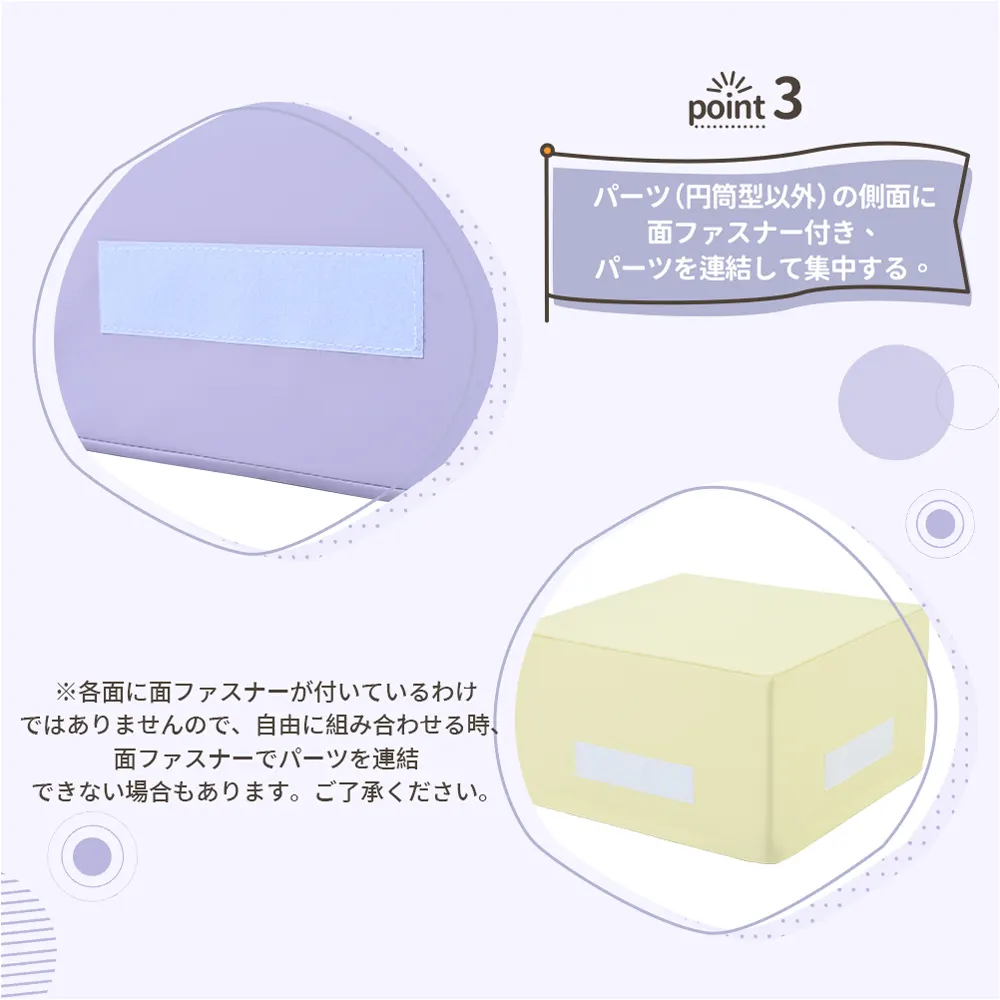 point 3
パーツ（円筒型以外）の側面に
面ファスナー付き、
パーツを連結して集中する。
※各面に面ファスナーが付いているわけ
ではありませんので、自由に組み合わせる時、
面ファスナーでパーツを連結
できない場合もあります。ご了承ください。